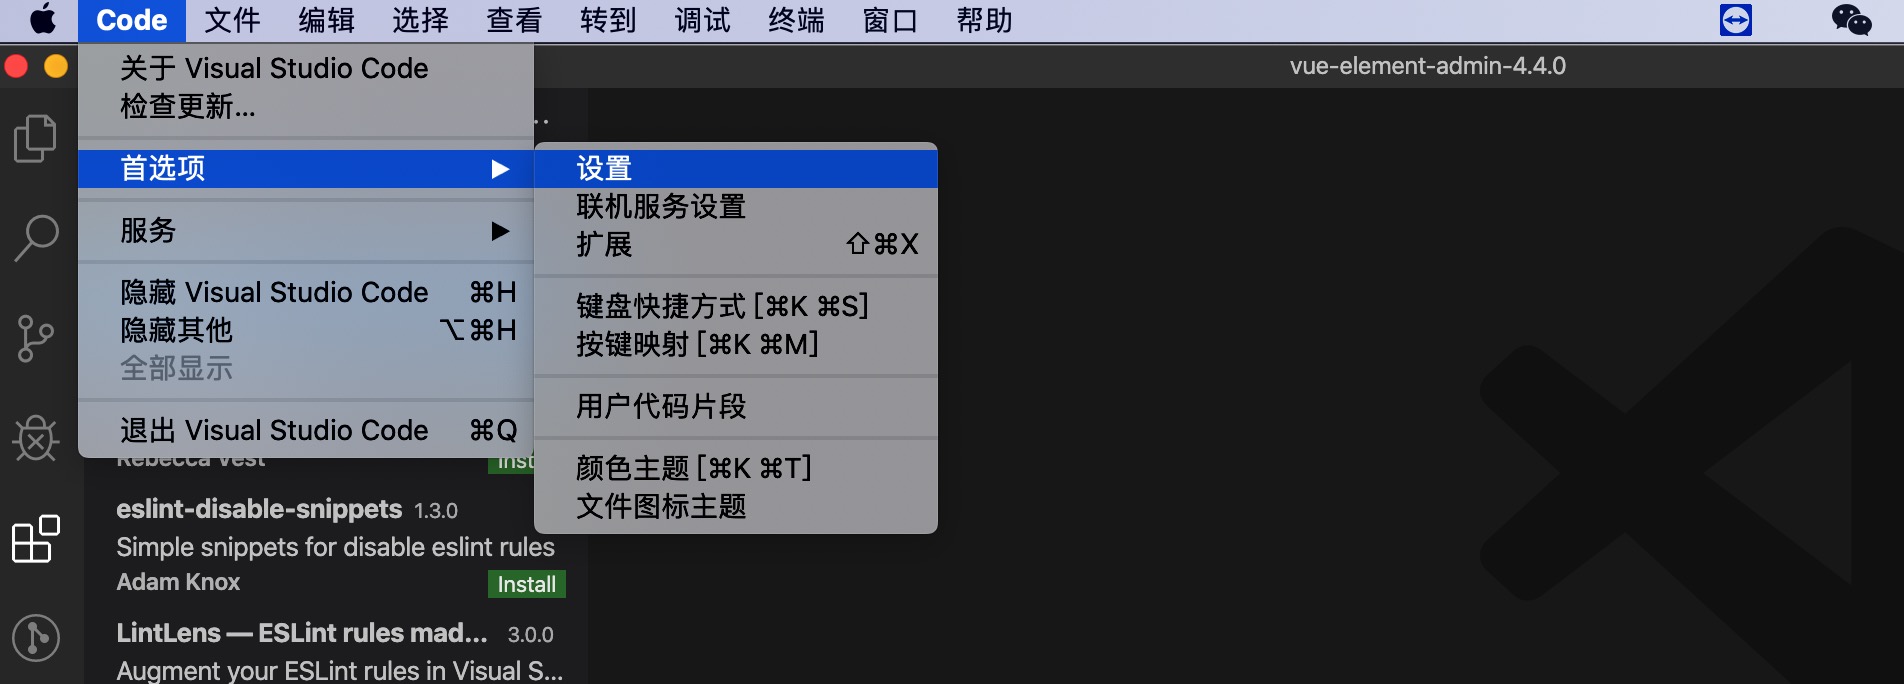 Code 文件 编辑 选择 查看 转到 调试 终端 窗口 帮助
vue-element-admin-4.4.0
关于 Visual Studio Code
检查更新...
首选项
服务
隐藏 Visual Studio Code ⌘H
隐藏其他 ⌥⌘H
全部显示
退出 Visual Studio Code ⌘Q
设置
联机服务设置
扩展 ⇧⌘X
键盘快捷方式 [⌘K ⌘S]
按键映射 [⌘K ⌘M]
用户代码片段
颜色主题 [⌘K ⌘T]
文件图标主题
Rebecca Vest
eslint-disable-snippets 1.3.0
Simple snippets for disable eslint rules
Adam Knox Install
LintLens — ESLint rules mad... 3.0.0
Augment your ESLint rules in Visual S...